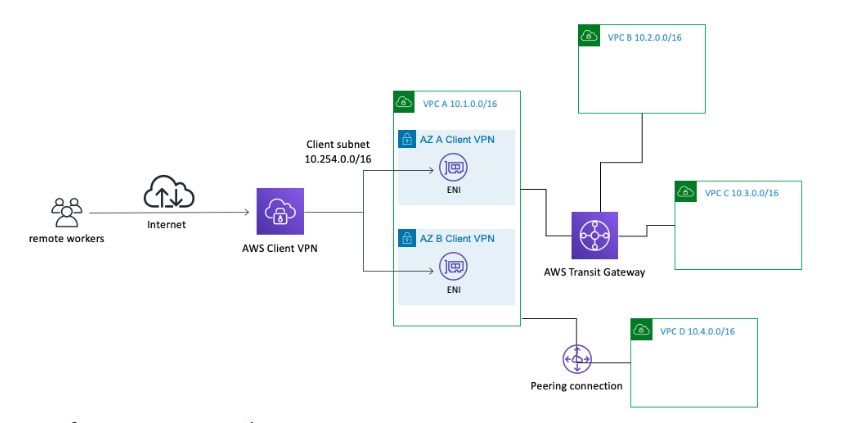 VPC B 10.2.0.0/16
VPC A 10.1.0.0/16
Client subnet
10.254.0.0/16
AZ A Client VPN
ENI
VPC C 10.3.0.0/16
Internet
remote workers
AWS Client VPN
AZ B Client VPN
ENI
AWS Transit Gateway
VPC D 10.4.0.0/16
Peering connection